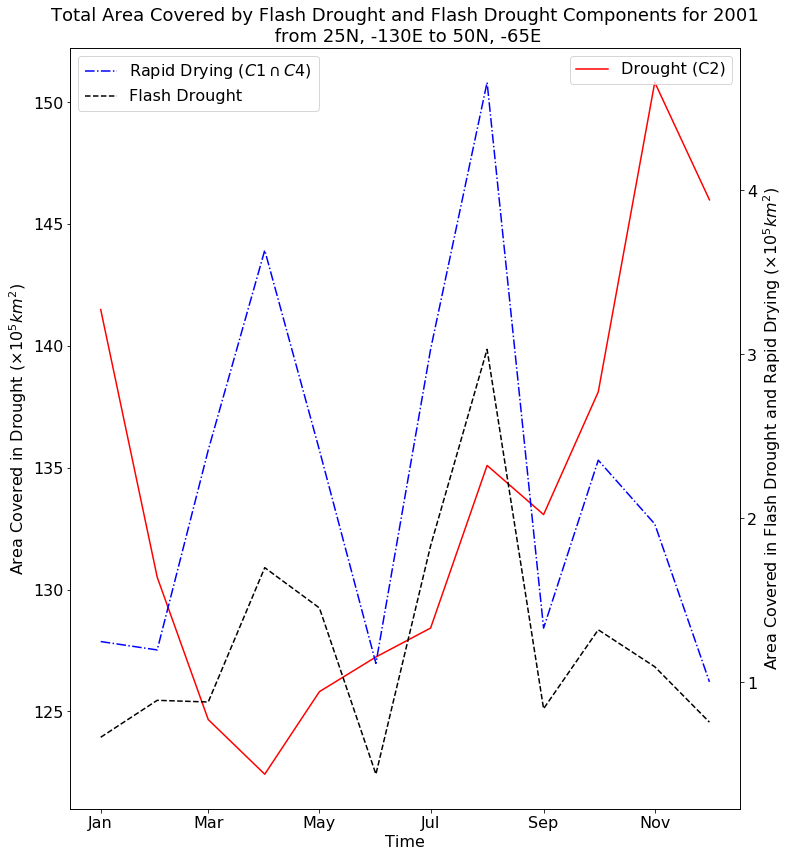 Total Area Covered by Flash Drought and Flash Drought Components for 2001
from 25N, -130E to 50N, -65E
Rapid Drying (C1 ∩ C4)
Flash Drought
Drought (C2)
Area Covered in Drought (×10⁵km²)
150
145
140
135
130
125
Area Covered in Flash Drought and Rapid Drying (×10⁵km²)
4
3
2
1
Jan
Mar
May
Jul
Sep
Nov
Time